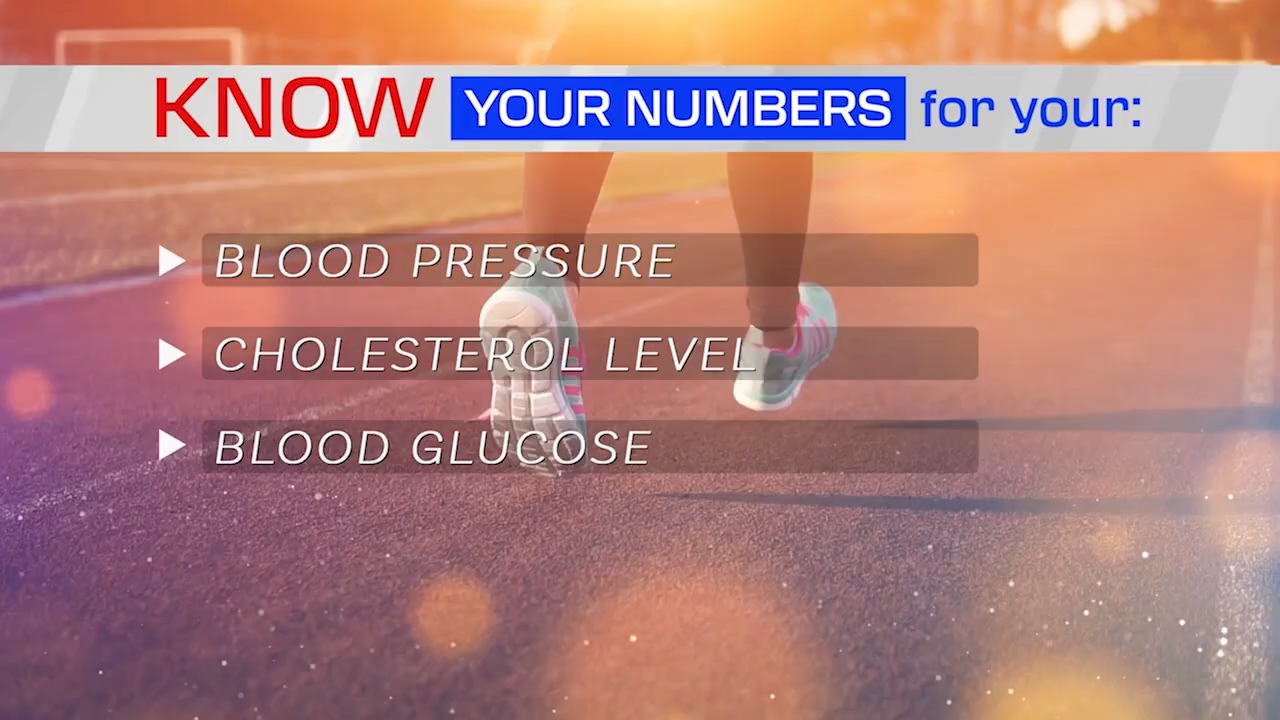 KNOW YOUR NUMBERS for your:
BLOOD PRESSURE
CHOLESTEROL LEVEL
BLOOD GLUCOSE